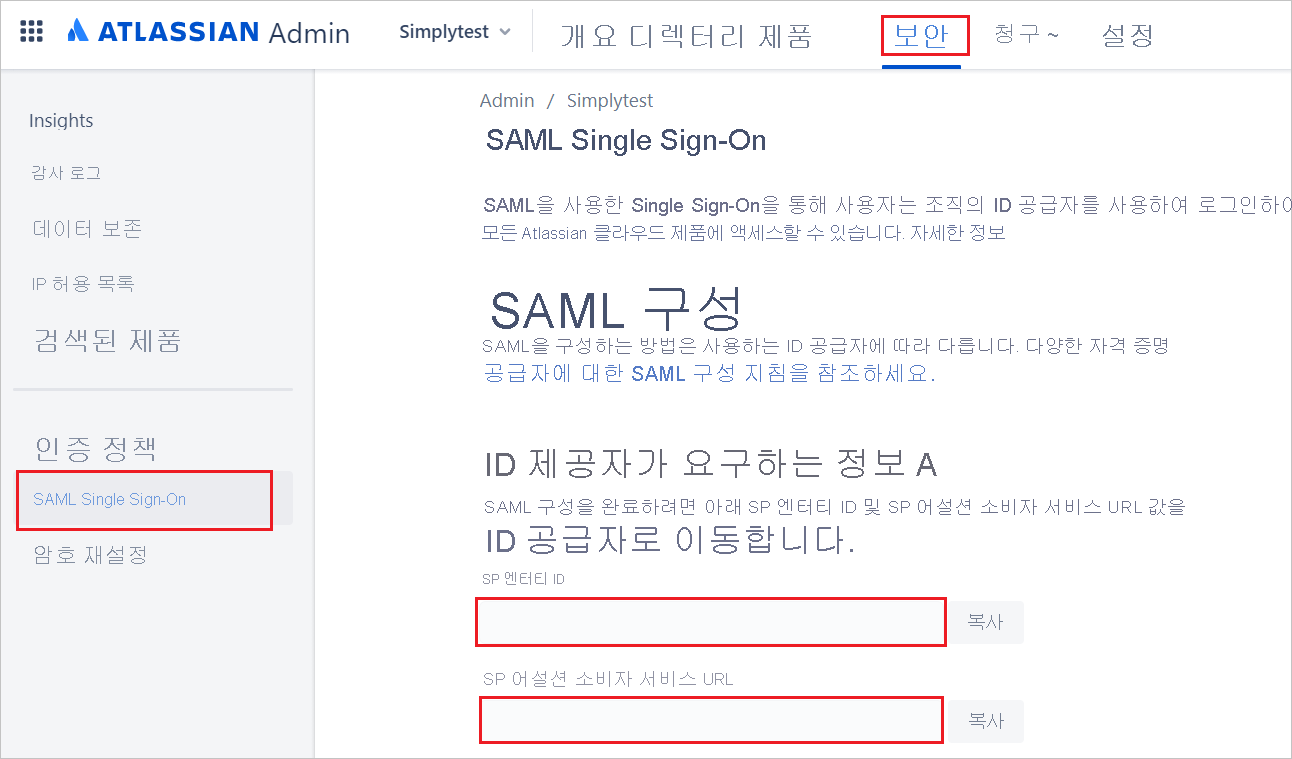 ATLASSIAN Admin Simplytest 개요 디렉터리 제품 보안 청구 ~ 설정
Insights
감사 로그
데이터 보존
IP 허용 목록
검색된 제품
인증 정책
SAML Single Sign-On
암호 재설정
Admin / Simplytest
SAML Single Sign-On
SAML을 사용한 Single Sign-On을 통해 사용자는 조직의 ID 공급자를 사용하여 로그인하여
모든 Atlassian 클라우드 제품에 액세스할 수 있습니다. 자세한 정보
SAML 구성
SAML을 구성하는 방법은 사용하는 ID 공급자에 따라 다릅니다. 다양한 자격 증명
공급자에 대한 SAML 구성 지침을 참조하세요.
ID 제공자가 요구하는 정보 A
SAML 구성을 완료하려면 아래 SP 엔터티 ID 및 SP 어설션 소비자 서비스 URL 값을
ID 공급자로 이동합니다.
SP 엔터티 ID
복사
SP 어설션 소비자 서비스 URL
복사